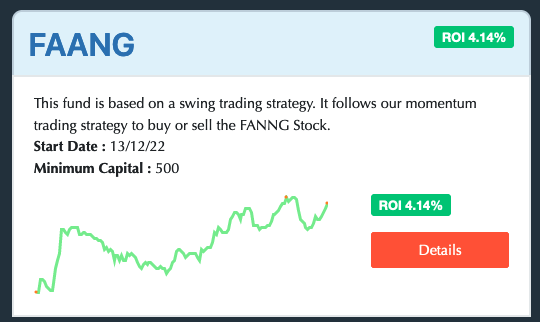 FAANG
ROI 4.14%
This fund is based on a swing trading strategy. It follows our momentum
trading strategy to buy or sell the FANNG Stock.
Start Date : 13/12/22
Minimum Capital : 500
ROI 4.14%
Details